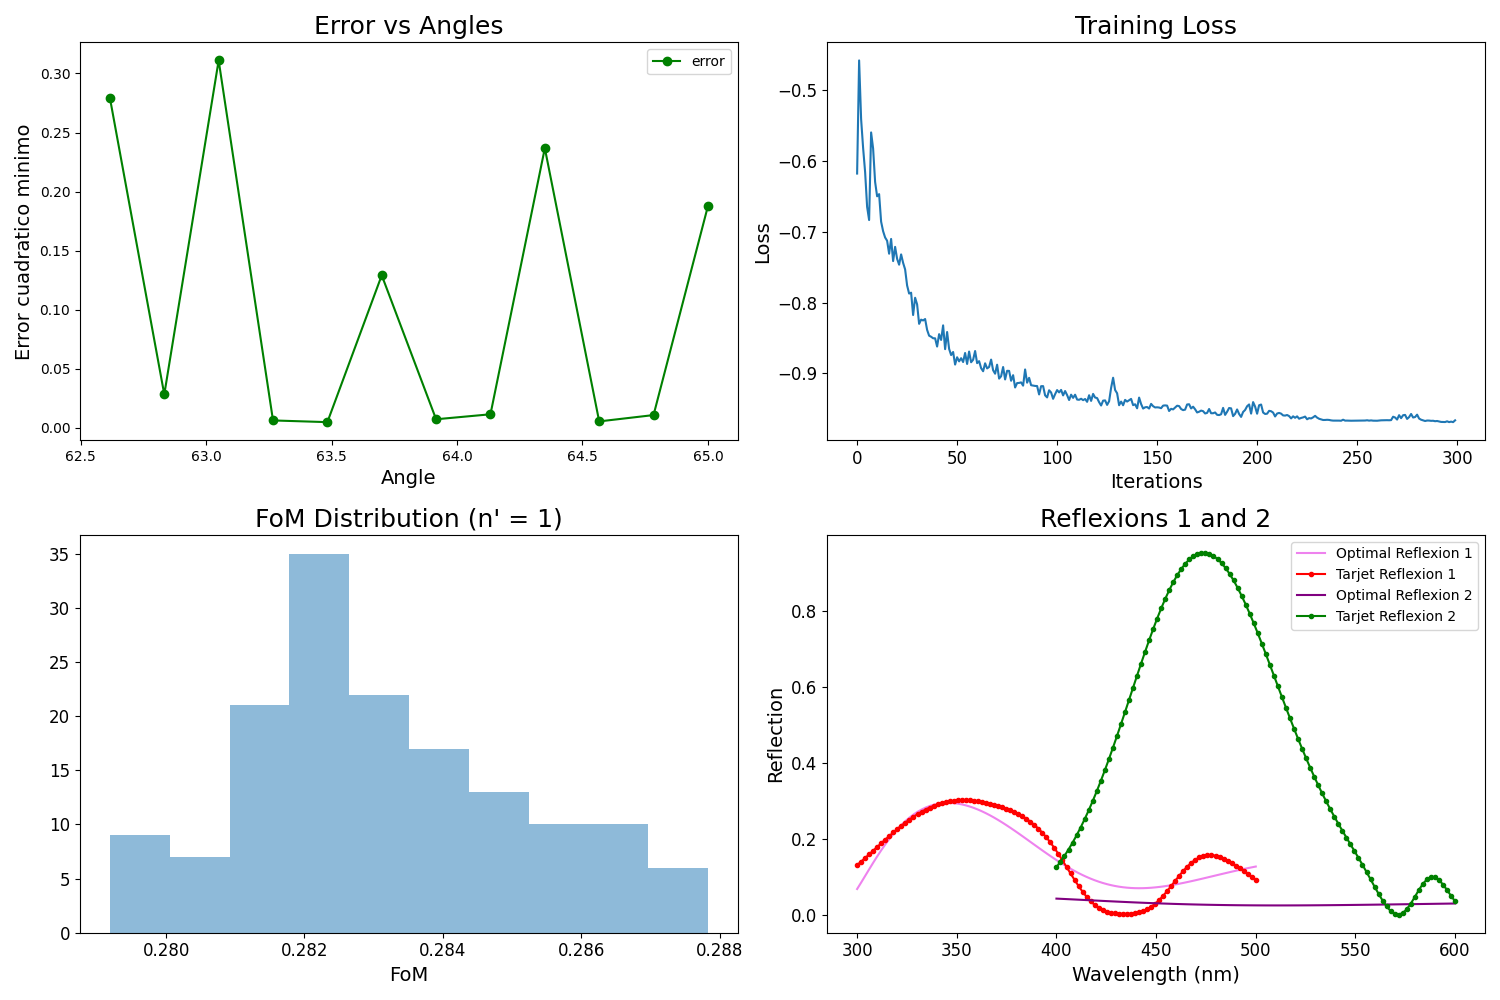 Error vs Angles
error
0.30
0.25
0.20
0.15
0.10
0.05
0.00
Error cuadratico minimo
62.5 63.0 63.5 64.0 64.5 65.0
Angle
Training Loss
−0.5
−0.6
−0.7
−0.8
−0.9
Loss
0 50 100 150 200 250 300
Iterations
FoM Distribution (n' = 1)
35
30
25
20
15
10
5
0
0.280 0.282 0.284 0.286 0.288
FoM
Reflexions 1 and 2
Optimal Reflexion 1
Tarjet Reflexion 1
Optimal Reflexion 2
Tarjet Reflexion 2
0.8
0.6
0.4
0.2
0.0
Reflection
300 350 400 450 500 550 600
Wavelength (nm)